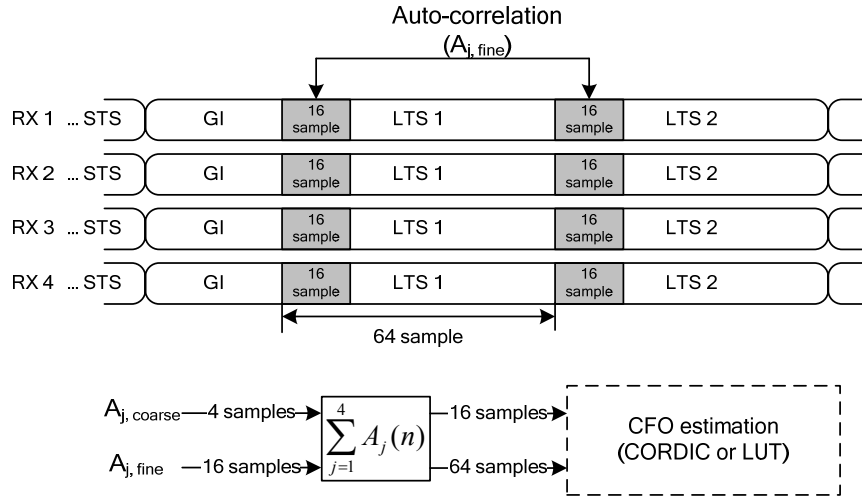 Auto-correlation
(Aj, fine)
RX 1 ... STS GI 16 sample LTS 1 16 sample LTS 2
RX 2 ... STS GI 16 sample LTS 1 16 sample LTS 2
RX 3 ... STS GI 16 sample LTS 1 16 sample LTS 2
RX 4 ... STS GI 16 sample LTS 1 16 sample LTS 2
64 sample
Aj, coarse 4 samples 16 samples
4
∑ Aj(n)
j=1
Aj, fine 16 samples 64 samples
CFO estimation
(CORDIC or LUT)